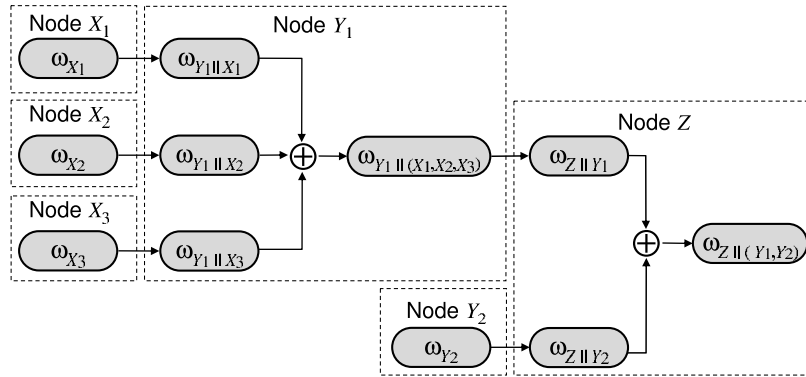 Node X1
ωX1
Node X2
ωX2
Node X3
ωX3
Node Y1
ωY1||X1
ωY1||X2
ωY1||X3
⊕
ωY1||(X1,X2,X3)
Node Y2
ωY2
Node Z
ωZ||Y1
ωZ||Y2
⊕
ωZ||(Y1,Y2)